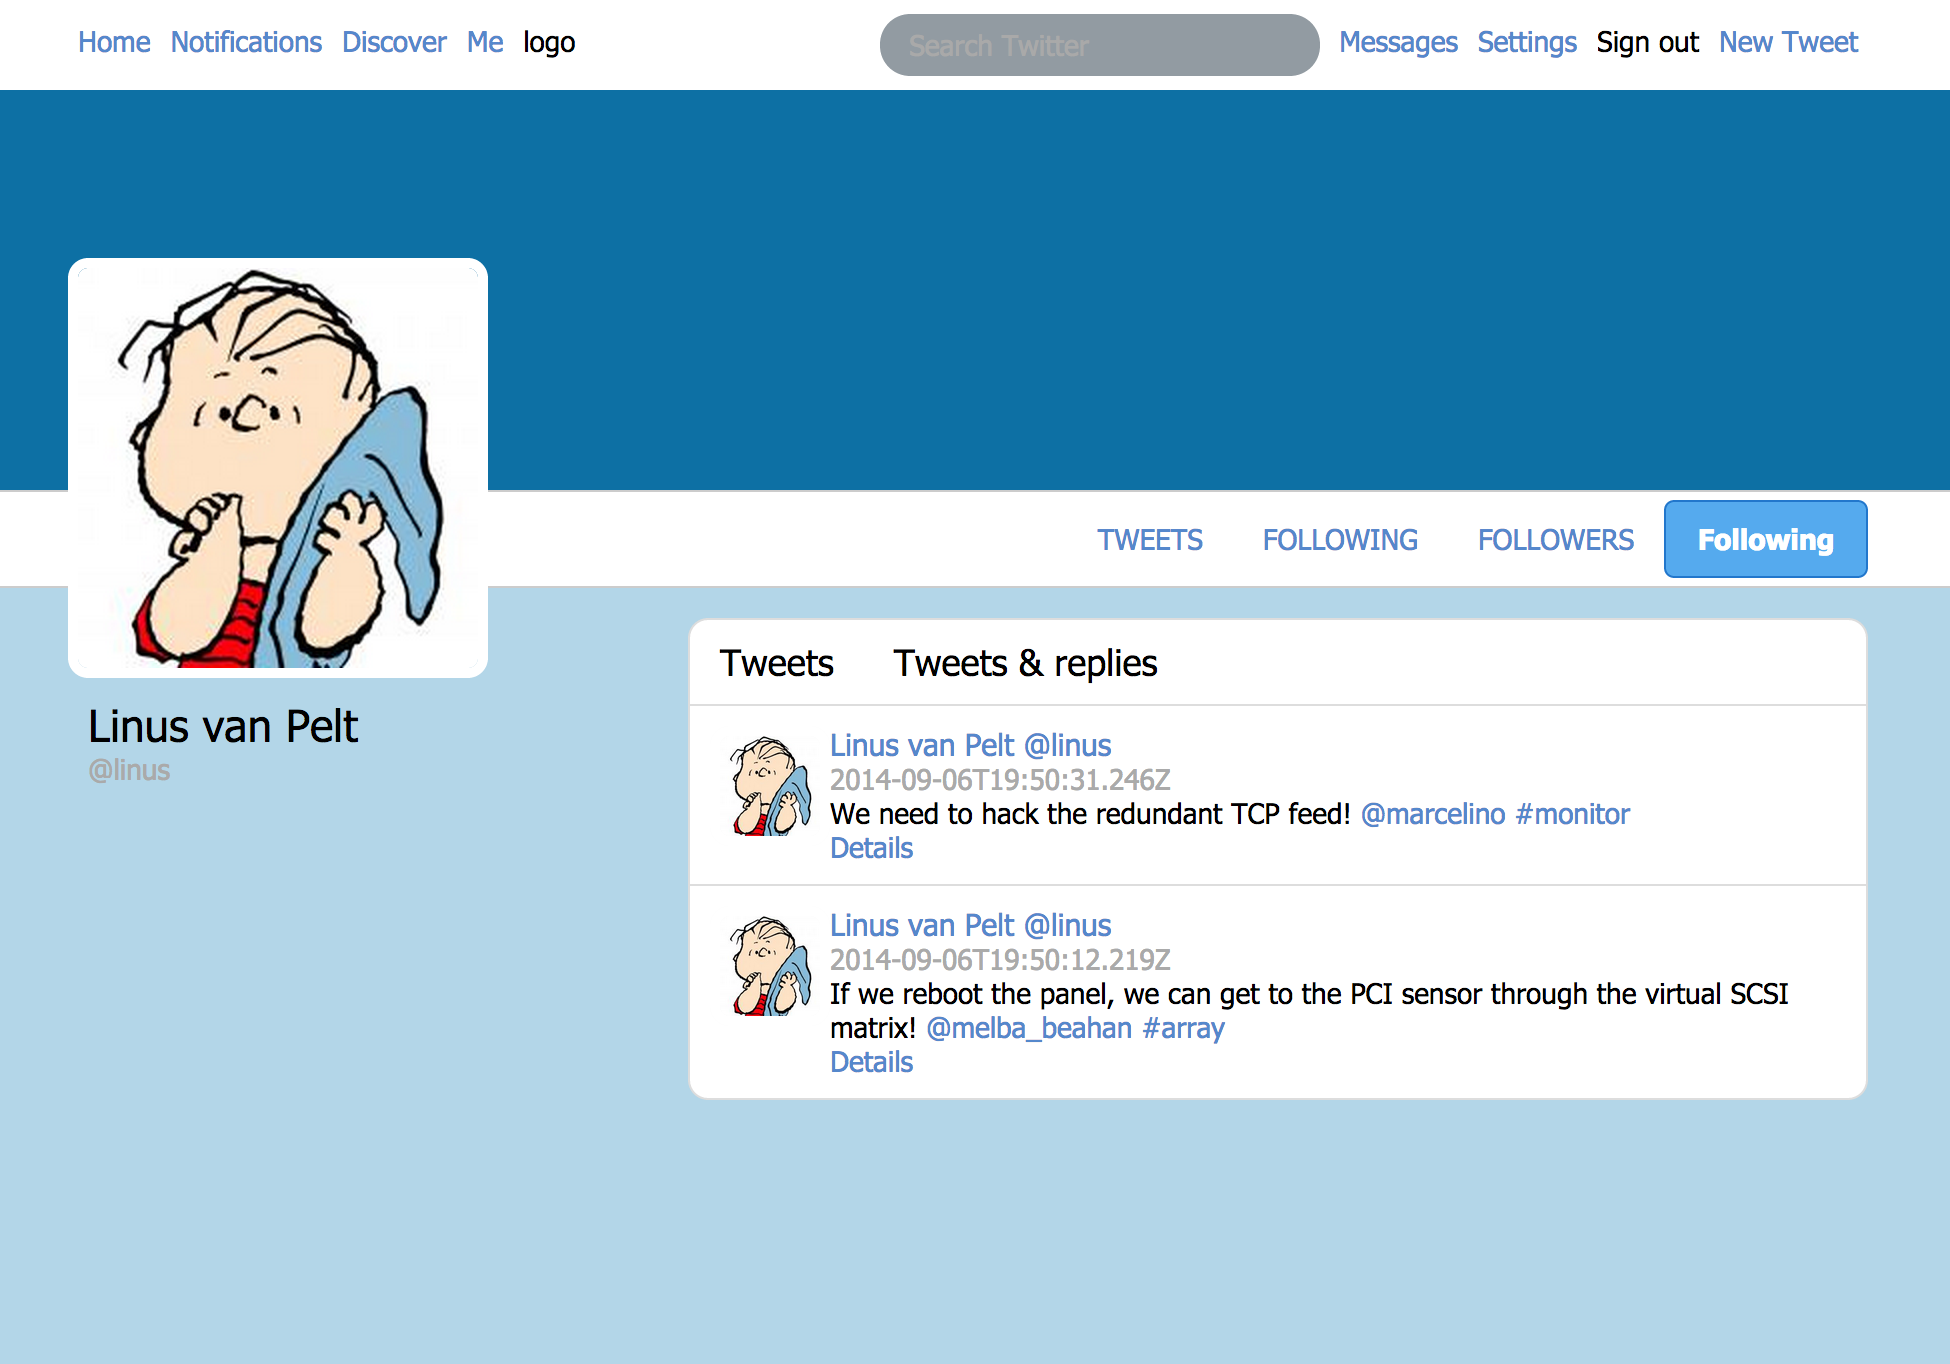 Home Notifications Discover Me logo Search Twitter Messages Settings Sign out New Tweet
TWEETS FOLLOWING FOLLOWERS Following
Linus van Pelt
@linus
Tweets Tweets & replies
Linus van Pelt @linus
2014-09-06T19:50:31.246Z
We need to hack the redundant TCP feed! @marcelino #monitor
Details
Linus van Pelt @linus
2014-09-06T19:50:12.219Z
If we reboot the panel, we can get to the PCI sensor through the virtual SCSI
matrix! @melba_beahan #array
Details